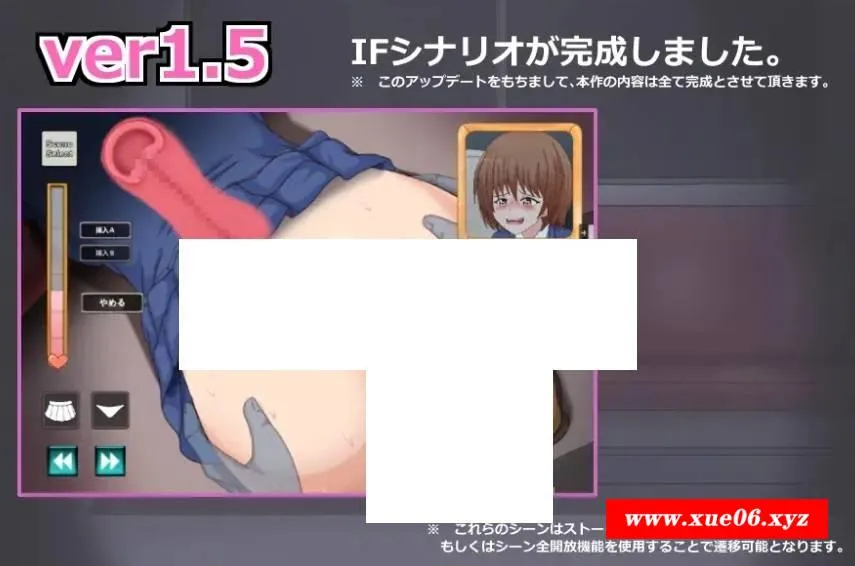 ver1.5
IFシナリオが完成しました。
※ このアップデートをもちまして、本作の内容は全て完成とさせて頂きます。
Scene
Select
挿入A
挿入B
やめる
www.xue06.xyz
※ これらのシーンはストー
もしくはシーン全開放機能を使用することで遷移可能となります。